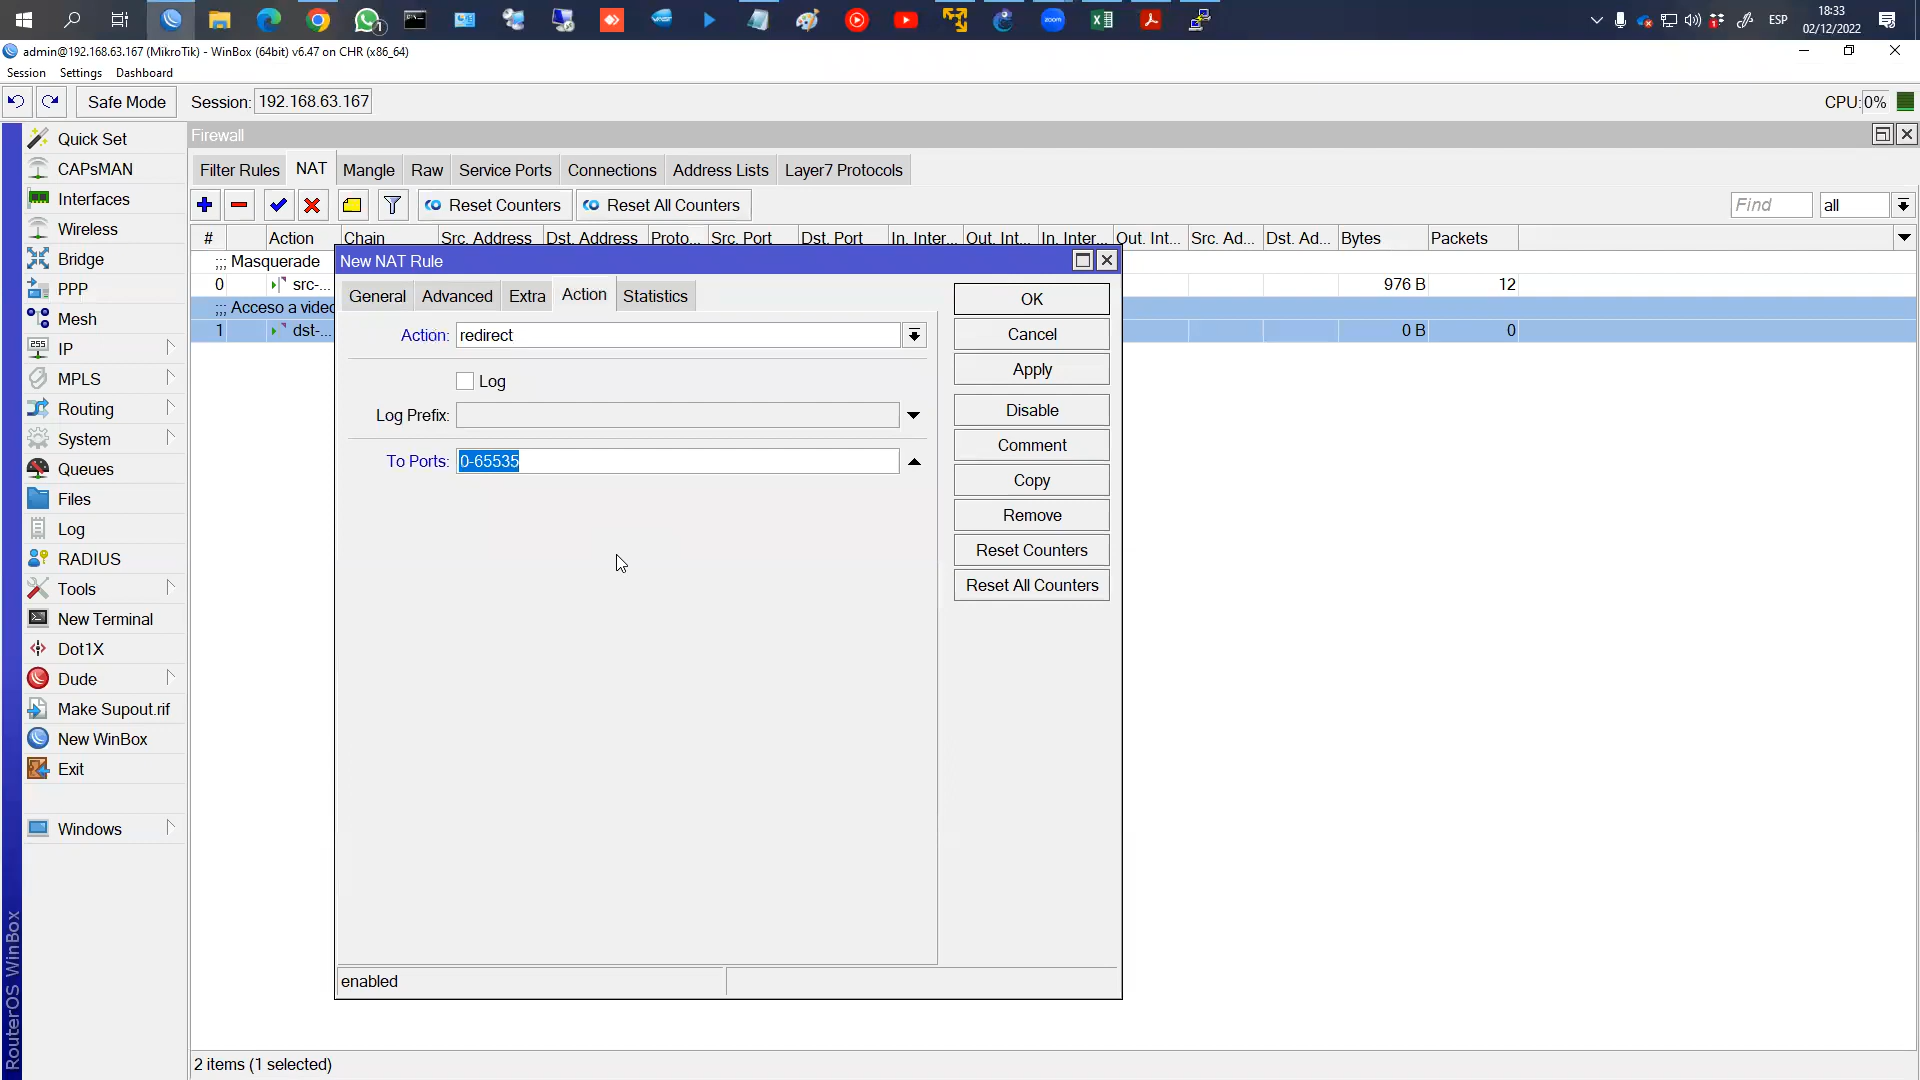 18:33
ESP
02/12/2022
admin@192.168.63.167 (MikroTik) - WinBox (64bit) v6.47 on CHR (x86_64)
Session Settings Dashboard
Safe Mode Session: 192.168.63.167 CPU: 0%
Quick Set
CAPsMAN
Interfaces
Wireless
Bridge
PPP
Mesh
255 IP
MPLS
Routing
System
Queues
Files
Log
RADIUS
Tools
New Terminal
Dot1X
Dude
Make Supout.rif
New WinBox
Exit
Windows
RouterOS WinBox
Firewall
Filter Rules NAT Mangle Raw Service Ports Connections Address Lists Layer7 Protocols
Reset Counters Reset All Counters Find all
# Action Chain Src. Address Dst. Address Proto... Src. Port Dst. Port In. Inter... Out. Int... In. Inter... Out. Int... Src. Ad... Dst. Ad... Bytes Packets
;;; Masquerade
0 src-... 976 B 12
;;; Acceso a video
1 dst-... 0 B 0
New NAT Rule
General Advanced Extra Action Statistics
Action: redirect
Log
Log Prefix:
To Ports: 0-65535
OK
Cancel
Apply
Disable
Comment
Copy
Remove
Reset Counters
Reset All Counters
enabled
2 items (1 selected)